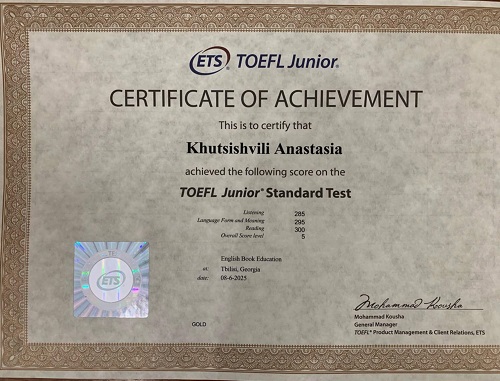 ETS® TOEFL Junior®
CERTIFICATE OF ACHIEVEMENT
This is to certify that
Khutsishvili Anastasia
achieved the following score on the
TOEFL Junior® Standard Test
Listening 285
Language Form and Meaning 295
Reading 300
Overall Score level 5
English Book Education
at: Tbilisi, Georgia
date: 08-6-2025
ETS
GOLD
Mohammad Kousha
Mohammad Kousha
General Manager
TOEFL® Product Management & Client Relations, ETS